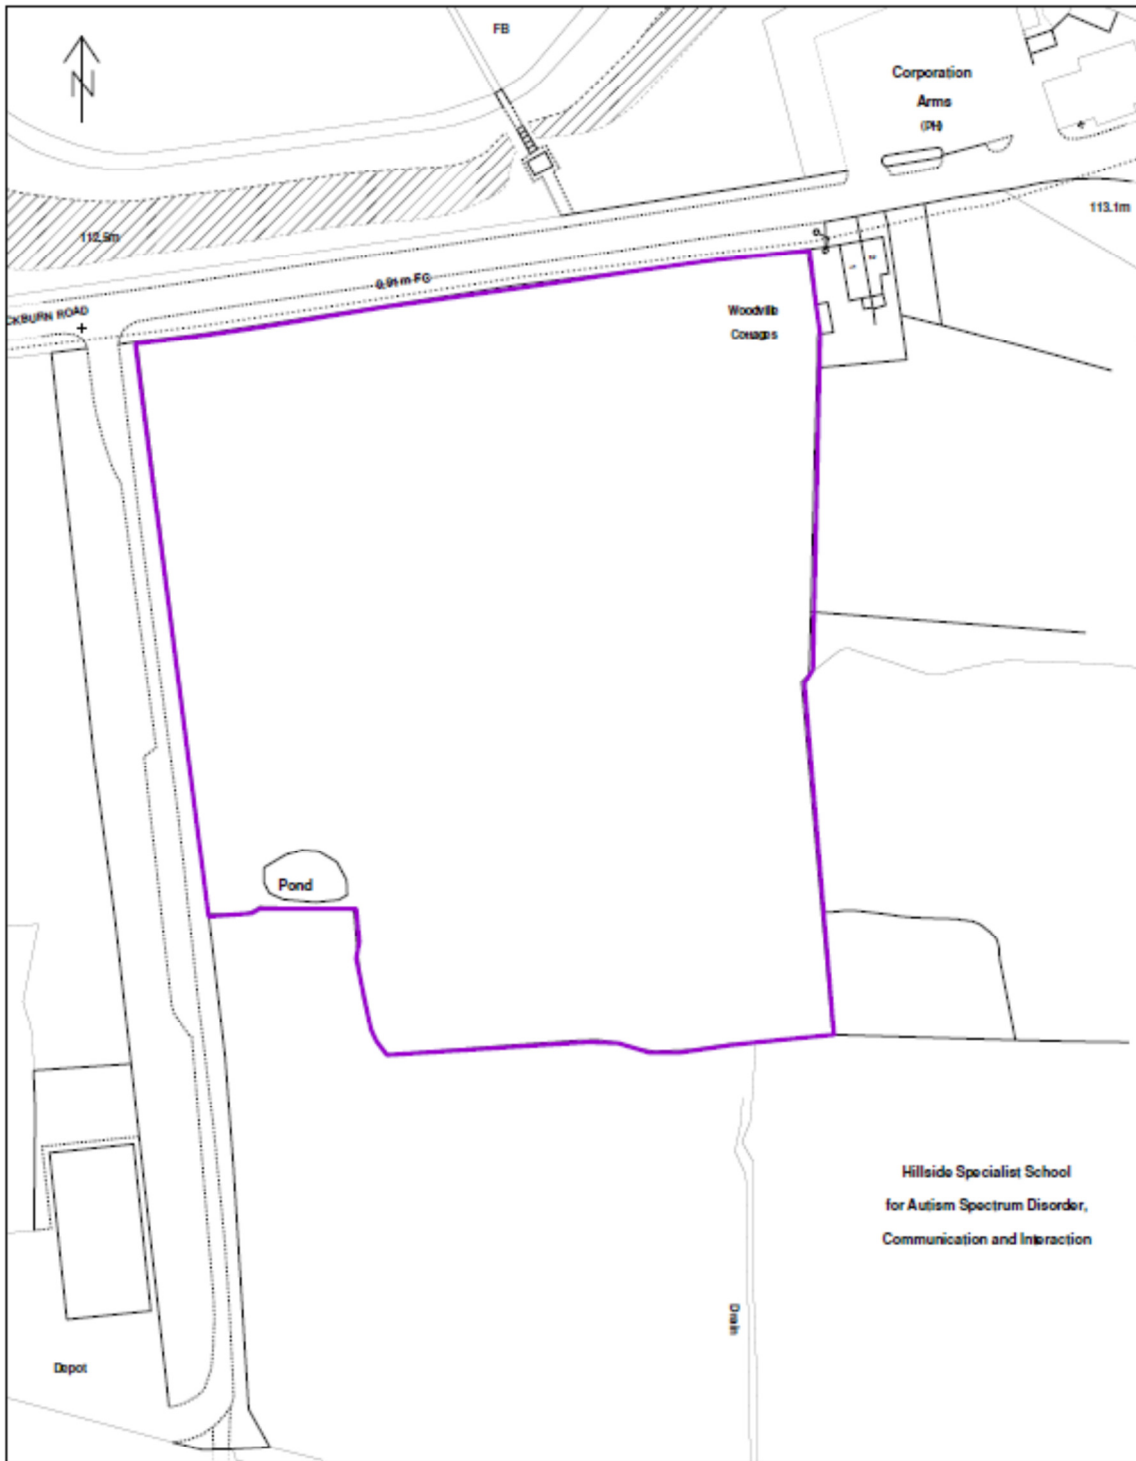 N
FB
Corporation
Arms
(PH)
113.1m
112.5m
0.91m FG
CKBURN ROAD
Woodville
Cottages
Pond
Hillside Specialist School
for Autism Spectrum Disorder,
Communication and Interaction
Drain
Depot